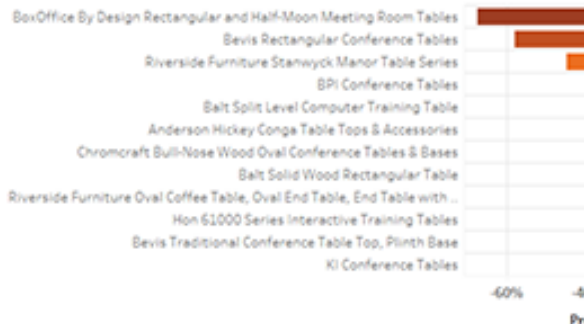 BoxOffice By Design Rectangular and Half-Moon Meeting Room Tables
Bevis Rectangular Conference Tables
Riverside Furniture Stanwyck Manor Table Series
BPI Conference Tables
Balt Split Level Computer Training Table
Anderson Hickey Conga Table Tops & Accessories
Chromcraft Bull-Nose Wood Oval Conference Tables & Bases
Balt Solid Wood Rectangular Table
Riverside Furniture Oval Coffee Table, Oval End Table, End Table with ..
Hon 61000 Series Interactive Training Tables
Bevis Traditional Conference Table Top, Plinth Base
KI Conference Tables
-60% -4
Pr